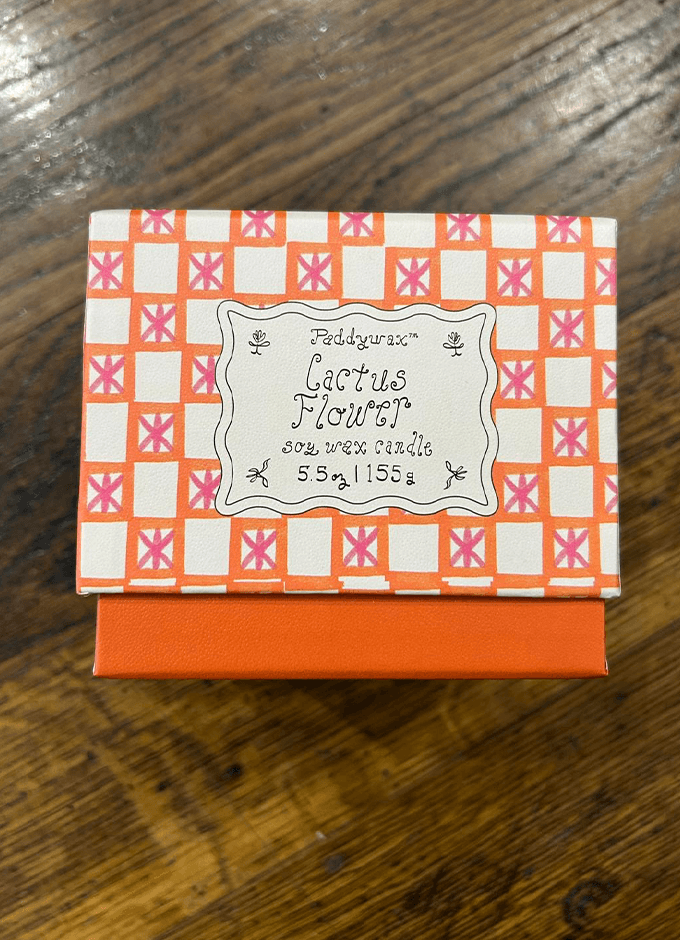 Paddywax™
Cactus
Flower
soy wax candle
5.5oz | 155g